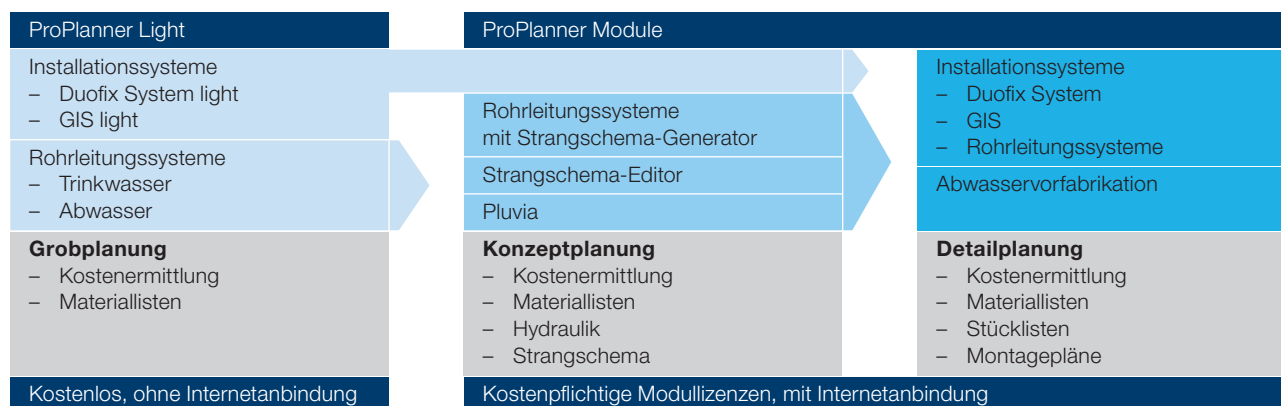 ProPlanner Light
Installationssysteme
– Duofix System light
– GIS light
Rohrleitungssysteme
– Trinkwasser
– Abwasser
Grobplanung
– Kostenermittlung
– Materiallisten
Kostenlos, ohne Internetanbindung
ProPlanner Module
Rohrleitungssysteme
mit Strangschema-Generator
Strangschema-Editor
Pluvia
Konzeptplanung
– Kostenermittlung
– Materiallisten
– Hydraulik
– Strangschema
Installationssysteme
– Duofix System
– GIS
– Rohrleitungssysteme
Abwasservorfabrikation
Detailplanung
– Kostenermittlung
– Materiallisten
– Stücklisten
– Montagepläne
Kostenpflichtige Modullizenzen, mit Internetanbindung